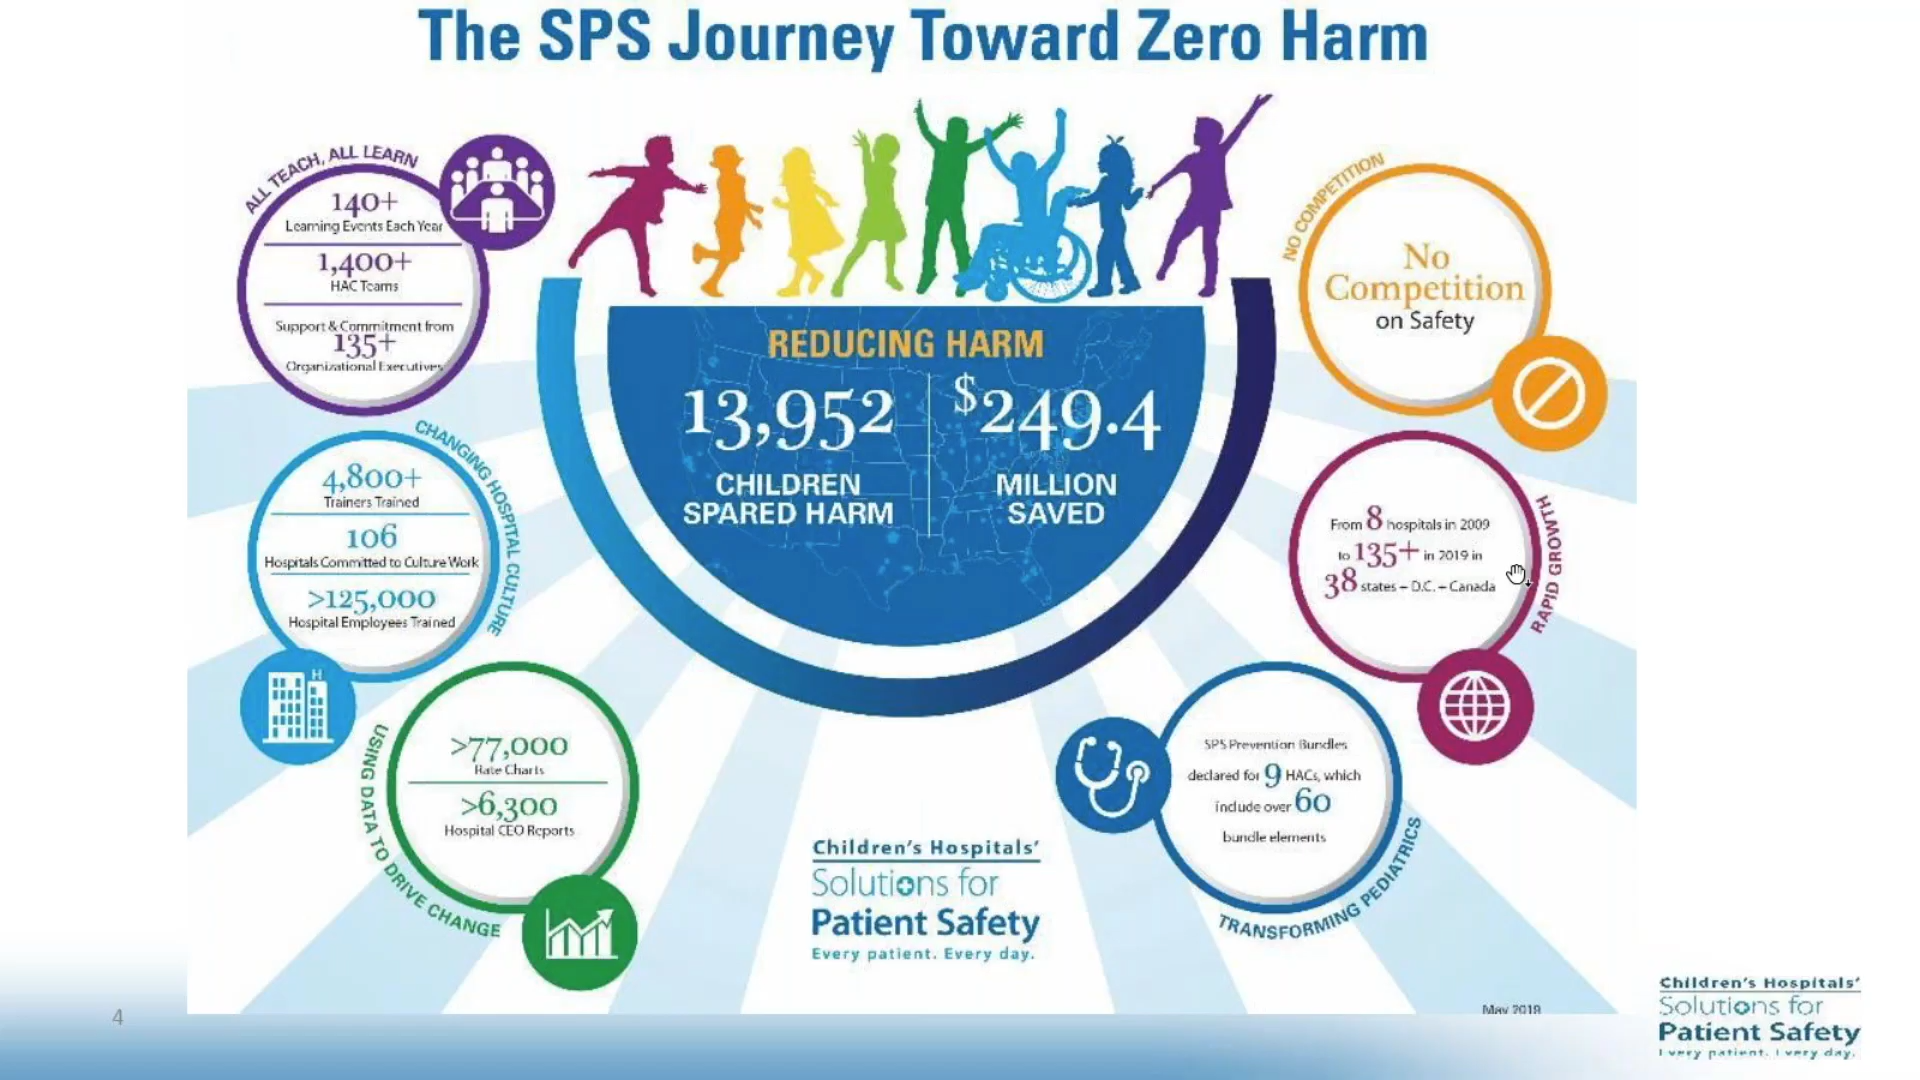 The SPS Journey Toward Zero Harm
ALL TEACH, ALL LEARN
140+
Learning Events Each Year
1,400+
HAC Teams
Support & Commitment from
135+
Organizational Executives
CHANGING HOSPITAL CULTURE
4,800+
Trainers Trained
106
Hospitals Committed to Culture Work
>125,000
Hospital Employees Trained
H
USING DATA TO DRIVE CHANGE
>77,000
Rate Charts
>6,300
Hospital CEO Reports
REDUCING HARM
13,952
CHILDREN
SPARED HARM
$249.4
MILLION
SAVED
NO COMPETITION
No
Competition
on Safety
RAPID GROWTH
From 8 hospitals in 2009
to 135+ in 2019 in
38 states – D.C. – Canada
SPS Prevention Bundles
declared for 9 HACs, which
include over 60
bundle elements
TRANSFORMING PEDIATRICS
Children's Hospitals'
Solutions for
Patient Safety
Every patient. Every day.
May 2019
4
Children's Hospitals'
Solutions for
Patient Safety
Every patient. Every day.